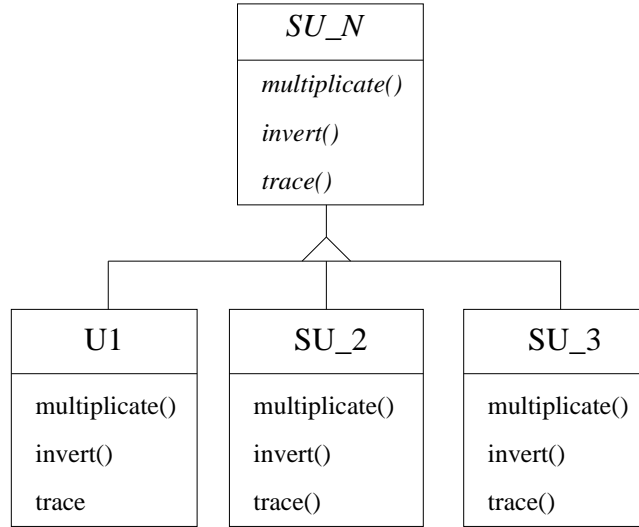 SU_N
multiplicate()
invert()
trace()
U1
multiplicate()
invert()
trace
SU_2
multiplicate()
invert()
trace()
SU_3
multiplicate()
invert()
trace()